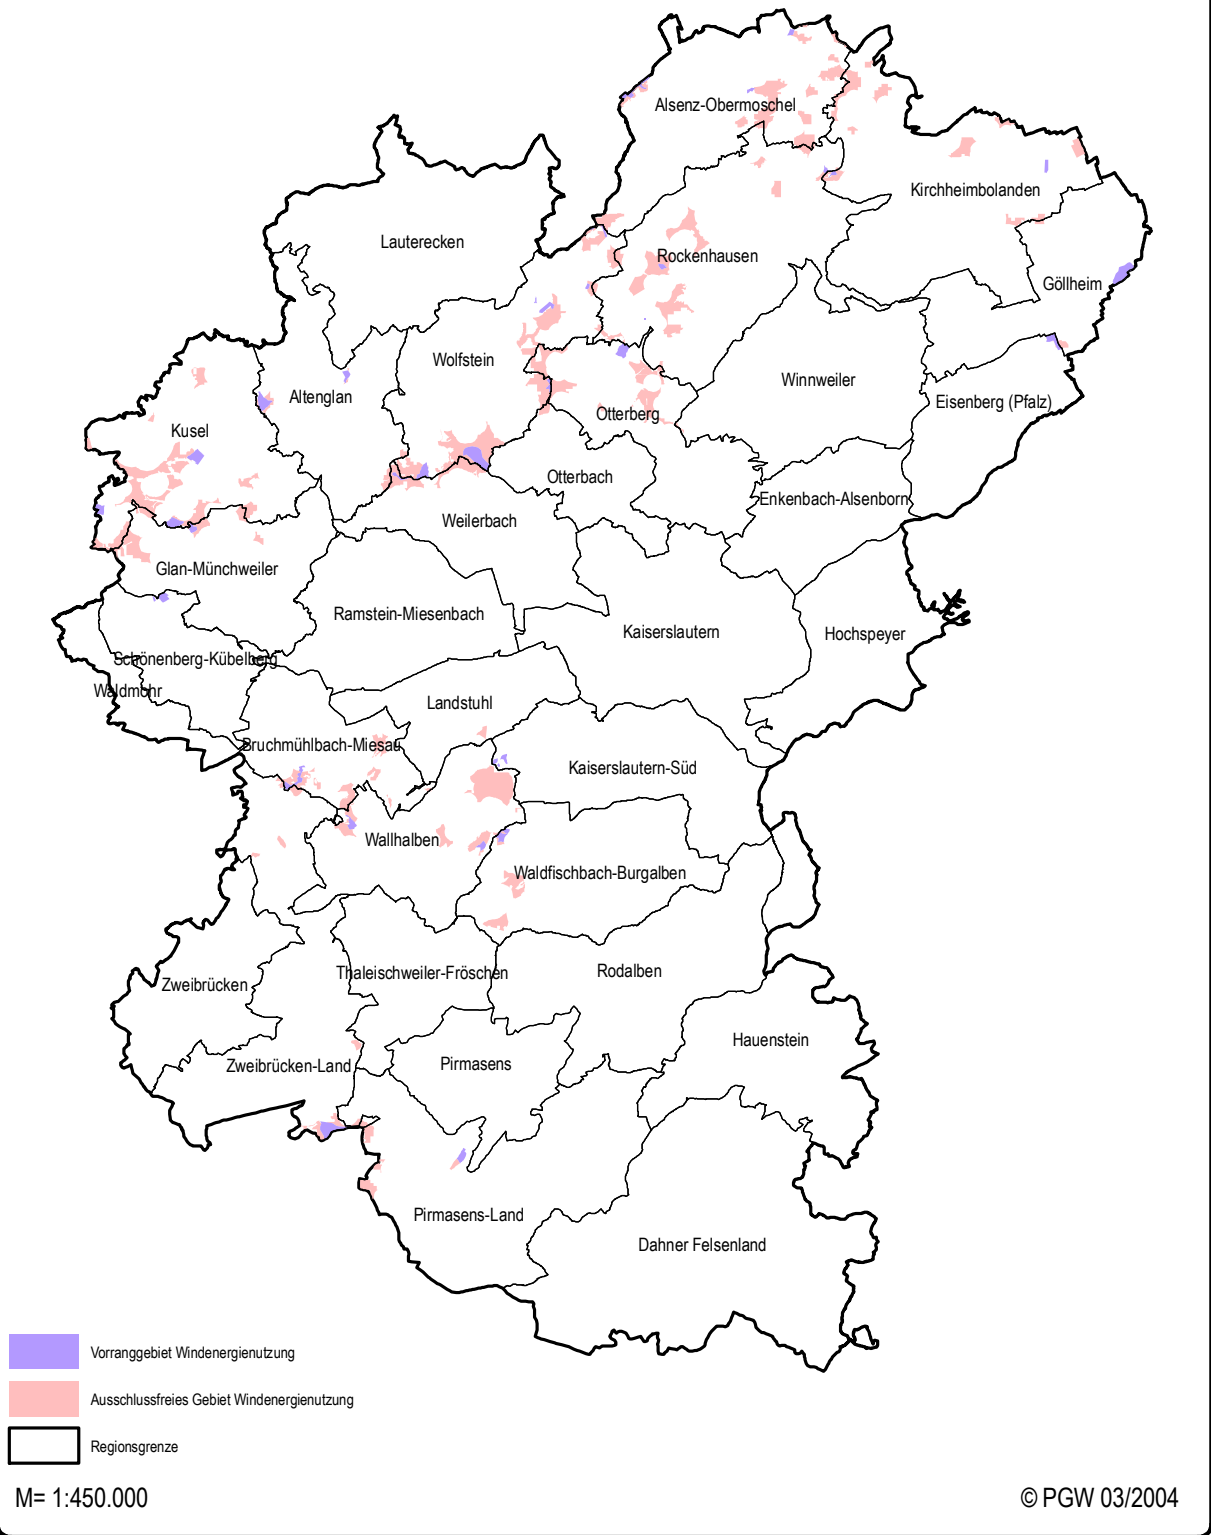 Alsenz-Obermoschel
Kirchheimbolanden
Lauterecken
Rockenhausen
Göllheim
Wolfstein
Winnweiler
Altenglan
Eisenberg (Pfalz)
Otterberg
Kusel
Otterbach
Enkenbach-Alsenborn
Weilerbach
Glan-Münchweiler
Ramstein-Miesenbach
Kaiserslautern
Hochspeyer
Schönenberg-Kübelberg
Waldmohr
Landstuhl
Bruchmühlbach-Miesau
Kaiserslautern-Süd
Wallhalben
Waldfischbach-Burgalben
Thaleischweiler-Fröschen
Rodalben
Zweibrücken
Hauenstein
Zweibrücken-Land
Pirmasens
Pirmasens-Land
Dahner Felsenland
Vorranggebiet Windenergienutzung
Ausschlussfreies Gebiet Windenergienutzung
Regionsgrenze
M= 1:450.000
© PGW 03/2004